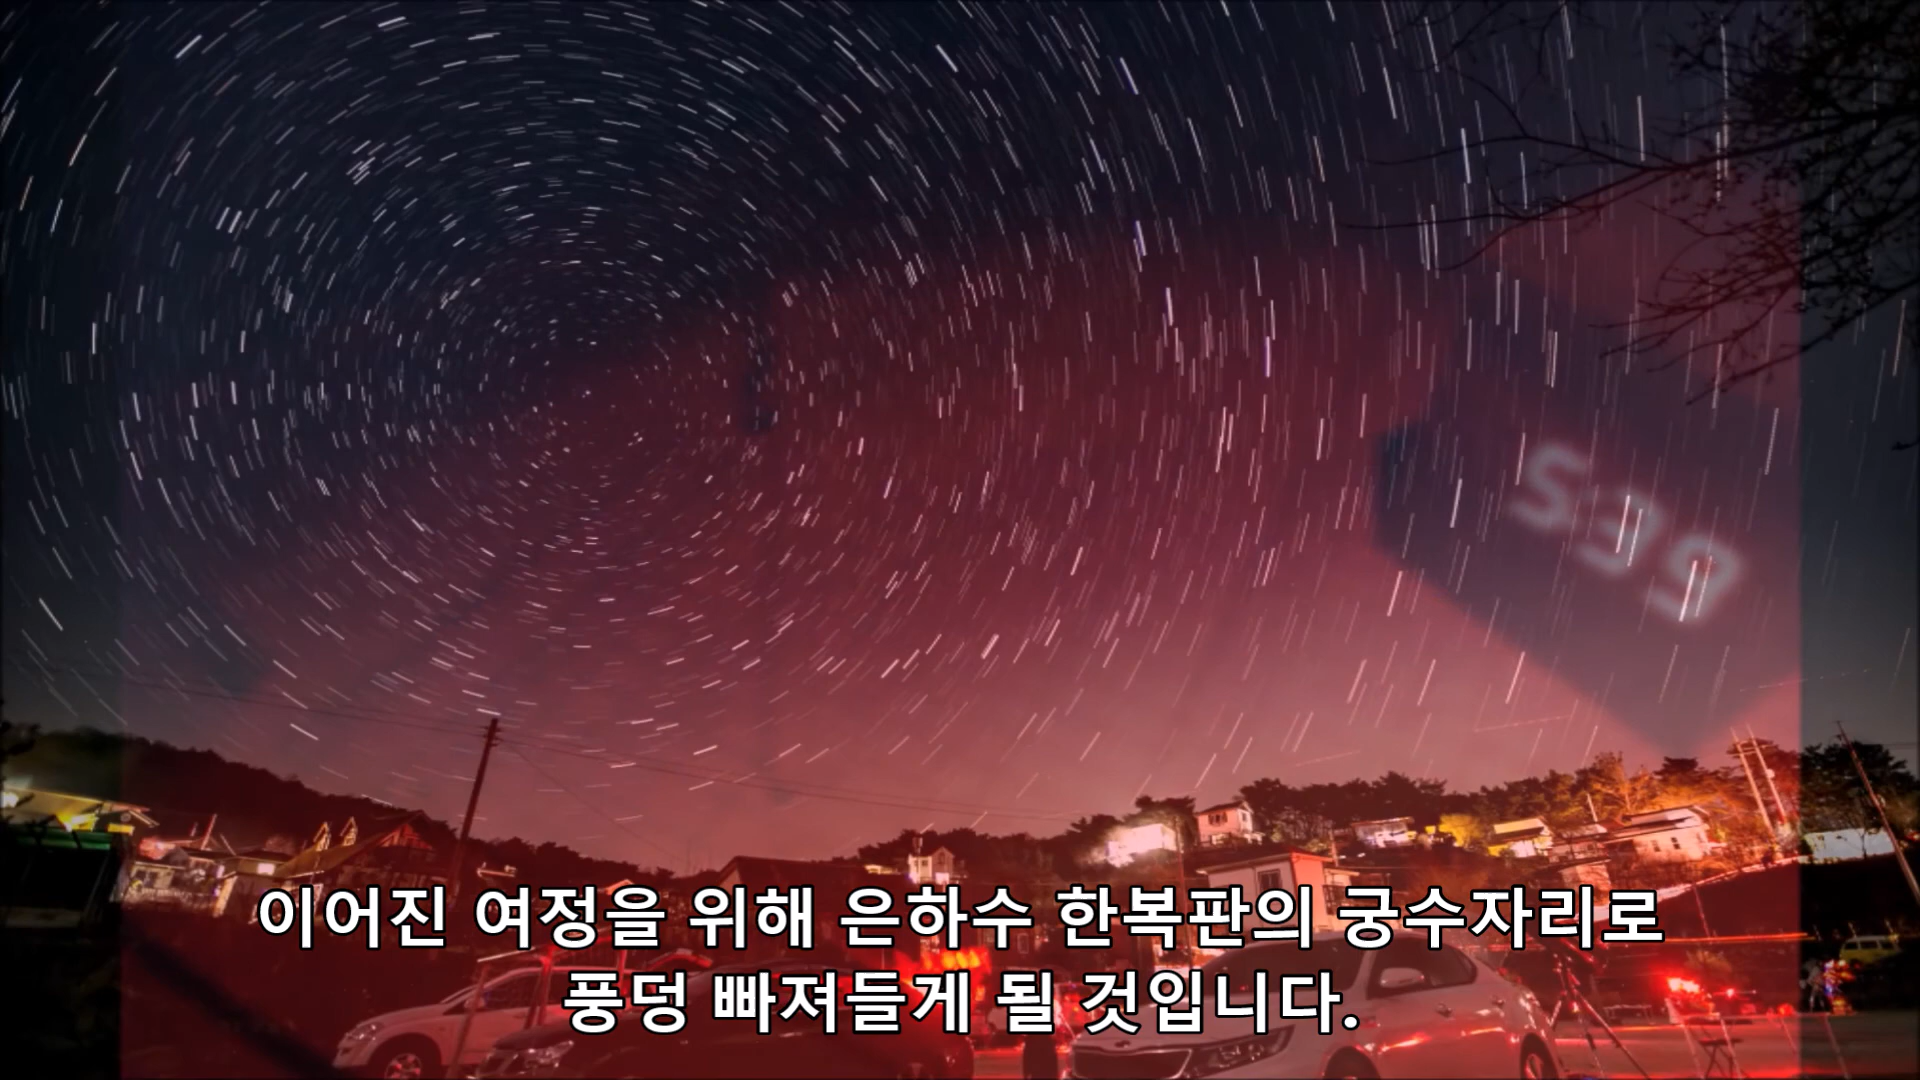 539
이어진 여정을 위해 은하수 한복판의 궁수자리로
풍덩 빠져들게 될 것입니다.